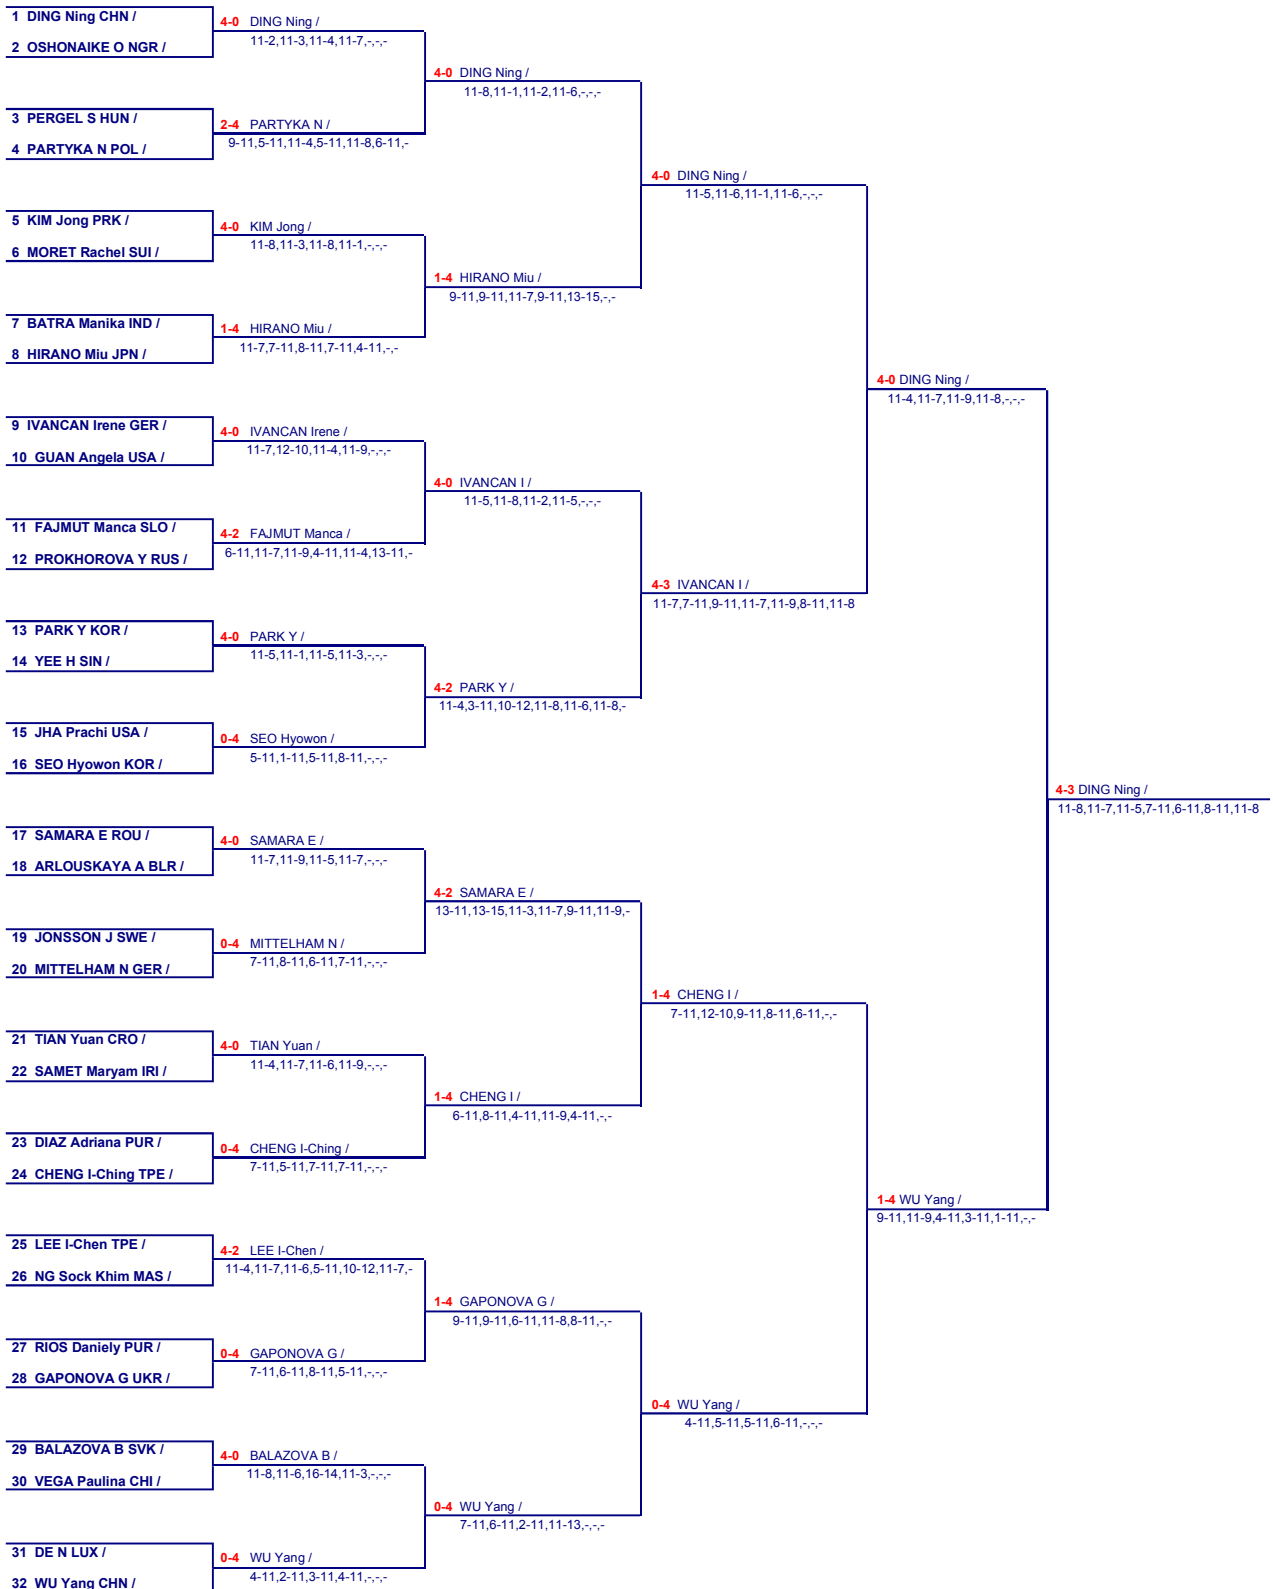 1 DING Ning CHN /
4-0 DING Ning /
11-2,11-3,11-4,11-7,-,-,-
2 OSHONAIKE O NGR /
4-0 DING Ning /
11-8,11-1,11-2,11-6,-,-,-
3 PERGEL S HUN /
2-4 PARTYKA N /
9-11,5-11,11-4,5-11,11-8,6-11,-
4 PARTYKA N POL /
4-0 DING Ning /
11-5,11-6,11-1,11-6,-,-,-
5 KIM Jong PRK /
4-0 KIM Jong /
11-8,11-3,11-8,11-1,-,-,-
6 MORET Rachel SUI /
1-4 HIRANO Miu /
9-11,9-11,11-7,9-11,13-15,-,-
7 BATRA Manika IND /
1-4 HIRANO Miu /
11-7,7-11,8-11,7-11,4-11,-,-
8 HIRANO Miu JPN /
4-0 DING Ning /
11-4,11-7,11-9,11-8,-,-,-
9 IVANCAN Irene GER /
4-0 IVANCAN Irene /
11-7,12-10,11-4,11-9,-,-,-
10 GUAN Angela USA /
4-0 IVANCAN I /
11-5,11-8,11-2,11-5,-,-,-
11 FAJMUT Manca SLO /
4-2 FAJMUT Manca /
6-11,11-7,11-9,4-11,11-4,13-11,-
12 PROKHOROVA Y RUS /
4-3 IVANCAN I /
11-7,7-11,9-11,11-7,11-9,8-11,11-8
13 PARK Y KOR /
4-0 PARK Y /
11-5,11-1,11-5,11-3,-,-,-
14 YEE H SIN /
4-2 PARK Y /
11-4,3-11,10-12,11-8,11-6,11-8,-
15 JHA Prachi USA /
0-4 SEO Hyowon /
5-11,1-11,5-11,8-11,-,-,-
16 SEO Hyowon KOR /
4-3 DING Ning /
11-8,11-7,11-5,7-11,6-11,8-11,11-8
17 SAMARA E ROU /
4-0 SAMARA E /
11-7,11-9,11-5,11-7,-,-,-
18 ARLOUSKAYA A BLR /
4-2 SAMARA E /
13-11,13-15,11-3,11-7,9-11,11-9,-
19 JONSSON J SWE /
0-4 MITTELHAM N /
7-11,8-11,6-11,7-11,-,-,-
20 MITTELHAM N GER /
1-4 CHENG I /
7-11,12-10,9-11,8-11,6-11,-,-
21 TIAN Yuan CRO /
4-0 TIAN Yuan /
11-4,11-7,11-6,11-9,-,-,-
22 SAMET Maryam IRI /
1-4 CHENG I /
6-11,8-11,4-11,11-9,4-11,-,-
23 DIAZ Adriana PUR /
0-4 CHENG I-Ching /
7-11,5-11,7-11,7-11,-,-,-
24 CHENG I-Ching TPE /
1-4 WU Yang /
9-11,11-9,4-11,3-11,1-11,-,-
25 LEE I-Chen TPE /
4-2 LEE I-Chen /
11-4,11-7,11-6,5-11,10-12,11-7,-
26 NG Sock Khim MAS /
1-4 GAPONOVA G /
9-11,9-11,6-11,11-8,8-11,-,-
27 RIOS Daniely PUR /
0-4 GAPONOVA G /
7-11,6-11,8-11,5-11,-,-,-
28 GAPONOVA G UKR /
0-4 WU Yang /
4-11,5-11,5-11,6-11,-,-,-
29 BALAZOVA B SVK /
4-0 BALAZOVA B /
11-8,11-6,16-14,11-3,-,-,-
30 VEGA Paulina CHI /
0-4 WU Yang /
7-11,6-11,2-11,11-13,-,-,-
31 DE N LUX /
0-4 WU Yang /
4-11,2-11,3-11,4-11,-,-,-
32 WU Yang CHN /